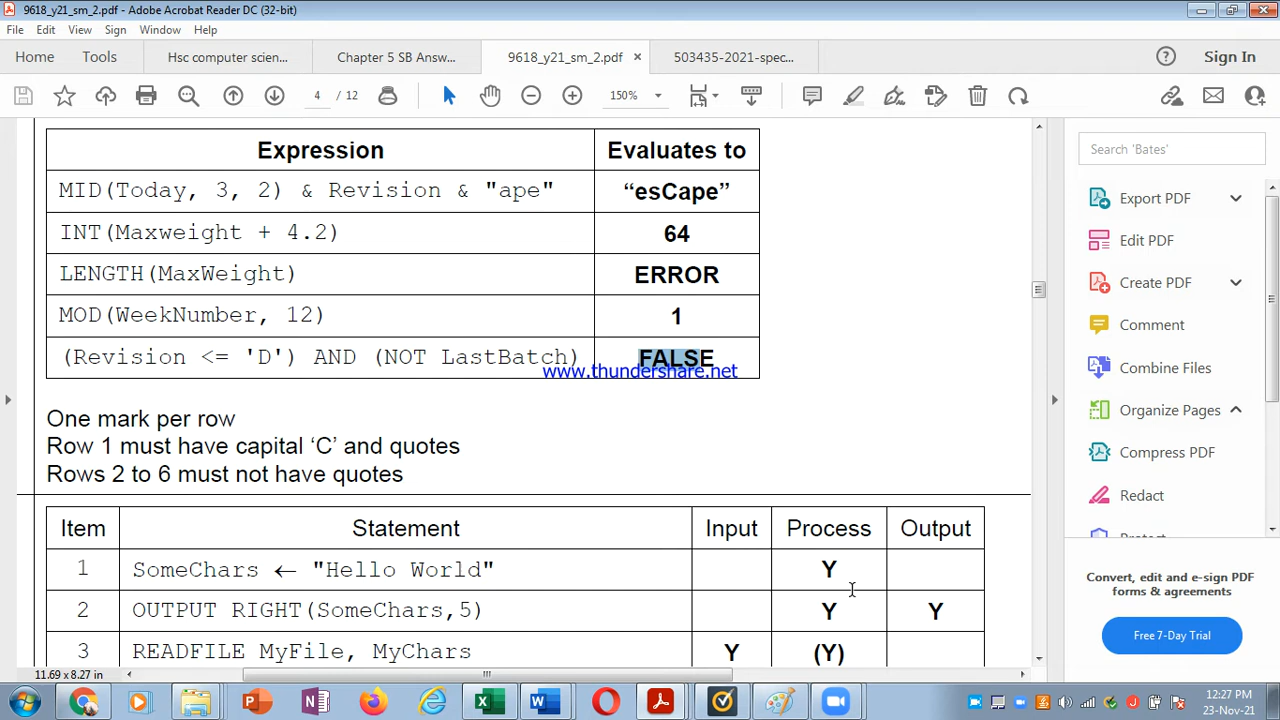 9618_y21_sm_2.pdf - Adobe Acrobat Reader DC (32-bit)
File Edit View Sign Window Help
Home Tools Hsc computer scien... Chapter 5 SB Answ... 9618_y21_sm_2.pdf × 503435-2021-spec... Sign In
4 / 12 150%
Expression Evaluates to
MID(Today, 3, 2) & Revision & "ape" “esCape”
INT(Maxweight + 4.2) 64
LENGTH(MaxWeight) ERROR
MOD(WeekNumber, 12) 1
(Revision <= 'D') AND (NOT LastBatch) FALSE
www.thundershare.net
One mark per row
Row 1 must have capital ‘C’ and quotes
Rows 2 to 6 must not have quotes
Item Statement Input Process Output
1 SomeChars ← "Hello World" Y
2 OUTPUT RIGHT(SomeChars,5) Y Y
3 READFILE MyFile, MyChars Y (Y)
11.69 x 8.27 in
Search 'Bates'
Export PDF
Edit PDF
Create PDF
Comment
Combine Files
Organize Pages
Compress PDF
Redact
Convert, edit and e-sign PDF
forms & agreements
Free 7-Day Trial
12:27 PM
23-Nov-21